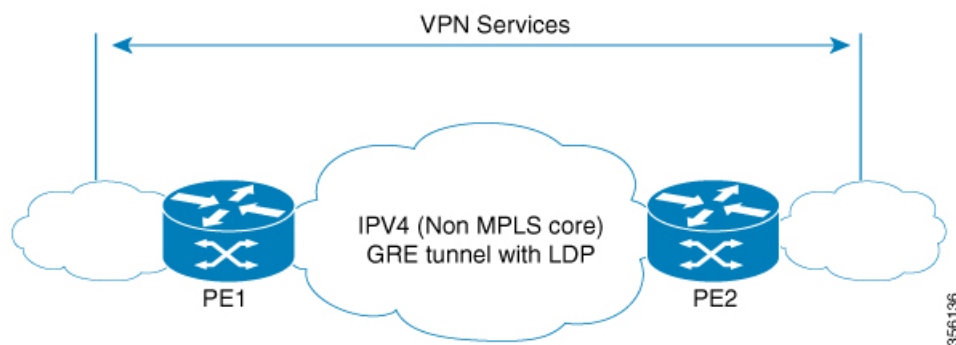 VPN Services
IPV4 (Non MPLS core)
GRE tunnel with LDP
PE1
PE2
356136